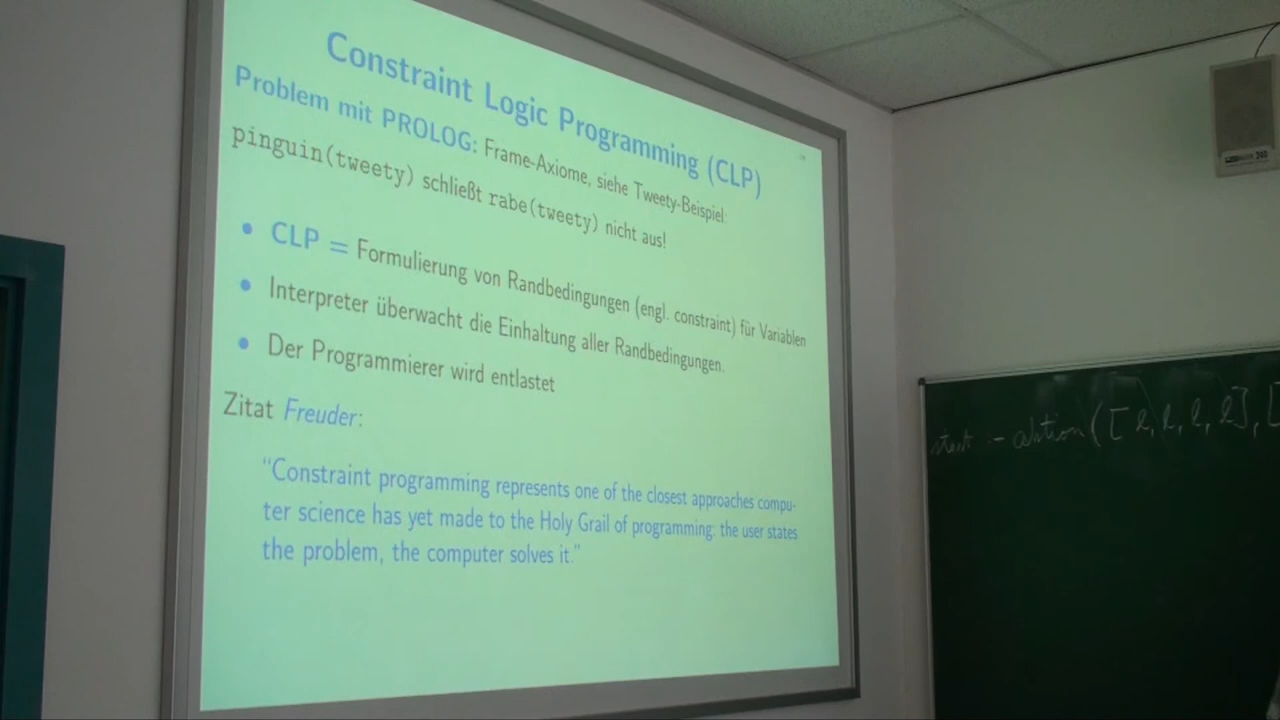 Constraint Logic Programming (CLP)
Problem mit PROLOG: Frame-Axiome, siehe Tweety-Beispiel:
pinguin(tweety) schließt rabe(tweety) nicht aus!
• CLP = Formulierung von Randbedingungen (engl. constraint) für Variablen
• Interpreter überwacht die Einhaltung aller Randbedingungen.
• Der Programmierer wird entlastet
Zitat Freuder:
“Constraint programming represents one of the closest approaches compu-
ter science has yet made to the Holy Grail of programming: the user states
the problem, the computer solves it.”
start :- aktion([l,l,l,l],[